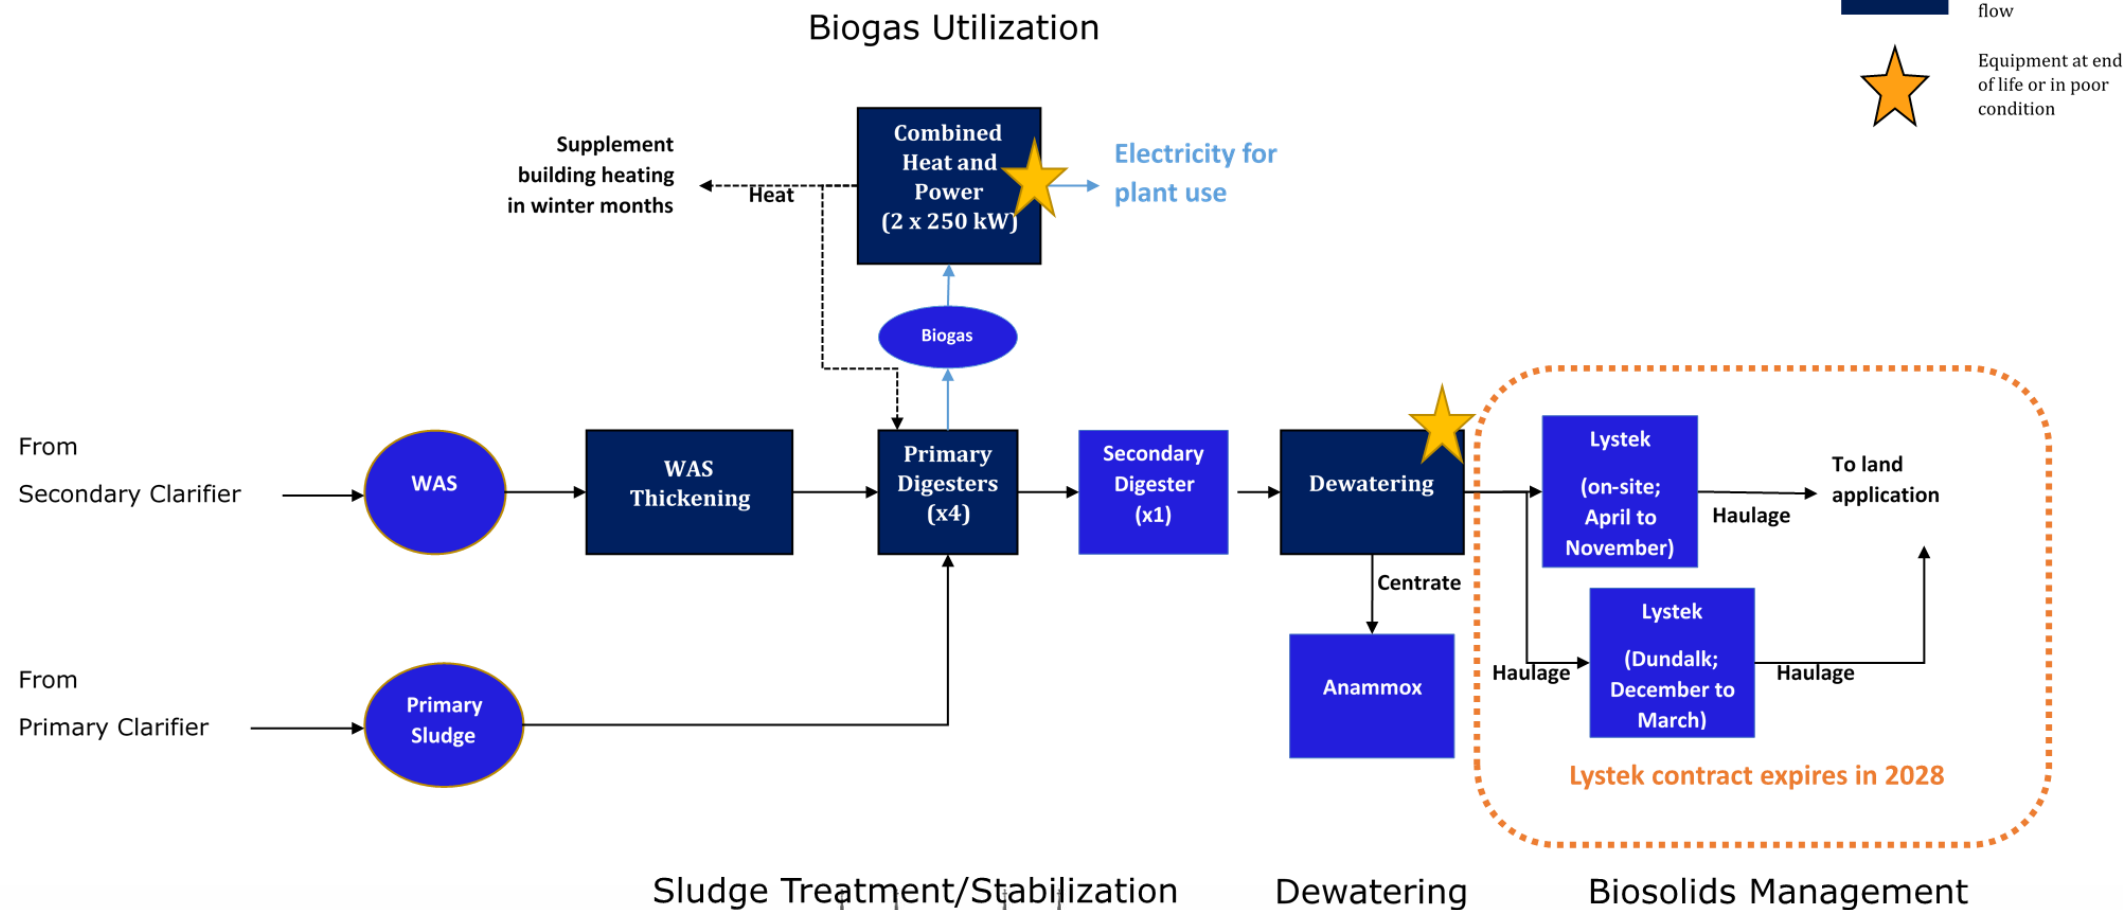 Biogas Utilization
flow
Equipment at end
of life or in poor
condition
Combined
Heat and
Power
(2 x 250 kW)
Supplement
building heating
in winter months
Heat
Electricity for
plant use
Biogas
From
Secondary Clarifier
WAS
WAS
Thickening
Primary
Digesters
(x4)
Secondary
Digester
(x1)
Dewatering
Lystek
(on-site;
April to
November)
Haulage
To land
application
Centrate
Anammox
Haulage
Lystek
(Dundalk;
December to
March)
Haulage
From
Primary Clarifier
Primary
Sludge
Lystek contract expires in 2028
Sludge Treatment/Stabilization
Dewatering
Biosolids Management